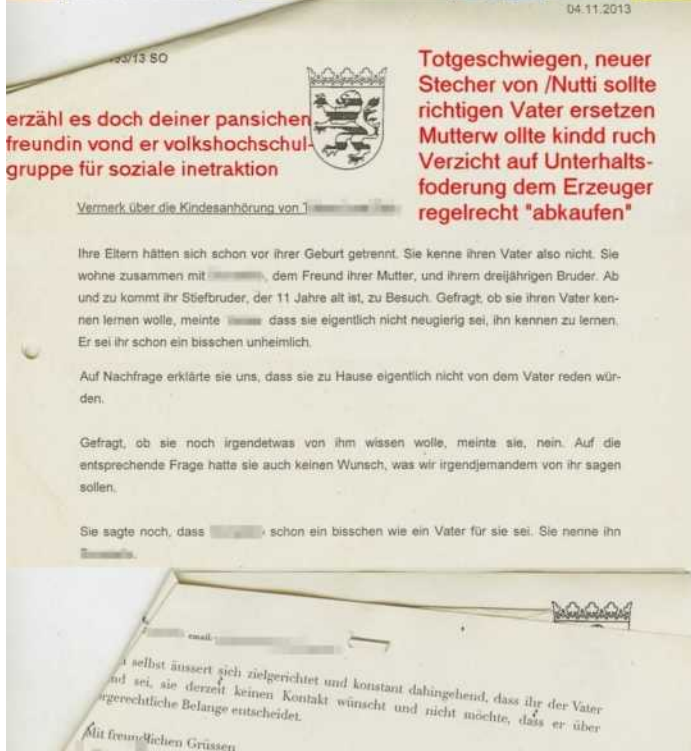 04.11.2013
/13 SO
Totgeschwiegen, neuer
Stecher von /Nutti sollte
richtigen Vater ersetzen
Mutterw ollte kindd ruch
Verzicht auf Unterhalts-
foderung dem Erzeuger
regelrecht "abkaufen"
erzähl es doch deiner pansichen
freundin vond er volkshochschul-
gruppe für soziale inetraktion
Vermerk über die Kindesanhörung von
Ihre Eltern hätten sich schon vor ihrer Geburt getrennt. Sie kenne ihren Vater also nicht. Sie
wohne zusammen mit , dem Freund ihrer Mutter, und ihrem dreijährigen Bruder. Ab
und zu kommt ihr Stiefbruder, der 11 Jahre alt ist, zu Besuch. Gefragt, ob sie ihren Vater ken-
nen lernen wolle, meinte dass sie eigentlich nicht neugierig sei, ihn kennen zu lernen.
Er sei ihr schon ein bisschen unheimlich.
Auf Nachfrage erklärte sie uns, dass sie zu Hause eigentlich nicht von dem Vater reden wür-
den.
Gefragt, ob sie noch irgendetwas von ihm wissen wolle, meinte sie, nein. Auf die
entsprechende Frage hatte sie auch keinen Wunsch, was wir irgendjemandem von ihr sagen
sollen.
Sie sagte noch, dass schon ein bisschen wie ein Vater für sie sei. Sie nenne ihn
email:
selbst äussert sich zielgerichtet und konstant dahingehend, dass ihr der Vater
sei, sie derzeit keinen Kontakt wünscht und nicht möchte, dass er über
rgerechtliche Belange entscheidet.
Mit freundlichen Grüssen